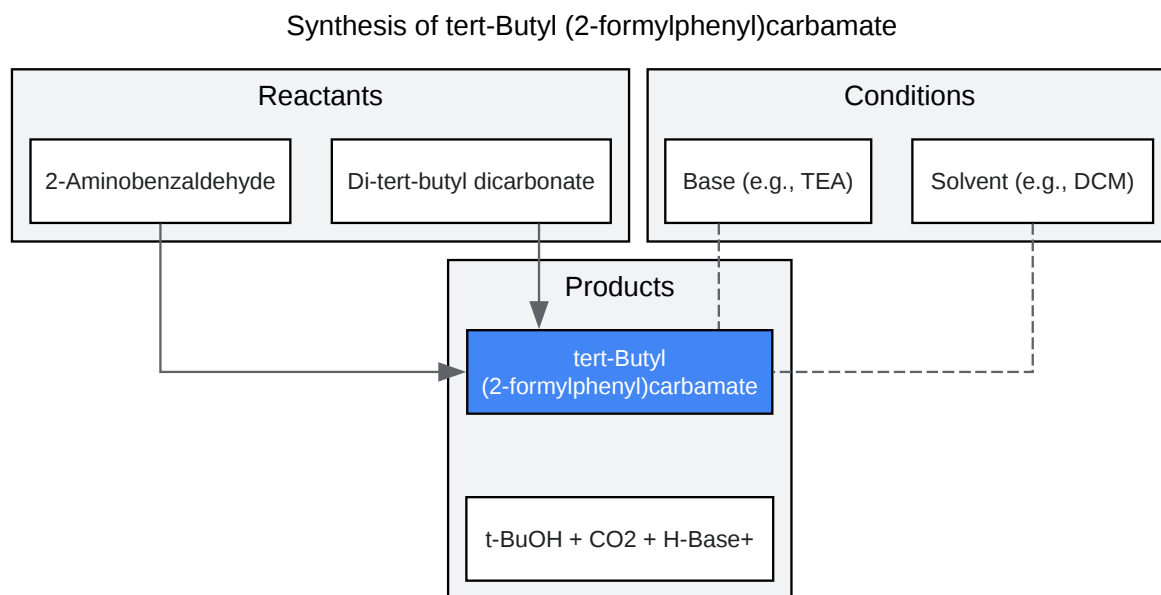 Synthesis of tert-Butyl (2-formylphenyl)carbamate
Reactants
Conditions
2-Aminobenzaldehyde
Di-tert-butyl dicarbonate
Base (e.g., TEA)
Solvent (e.g., DCM)
Products
tert-Butyl
(2-formylphenyl)carbamate
t-BuOH + CO2 + H-Base+